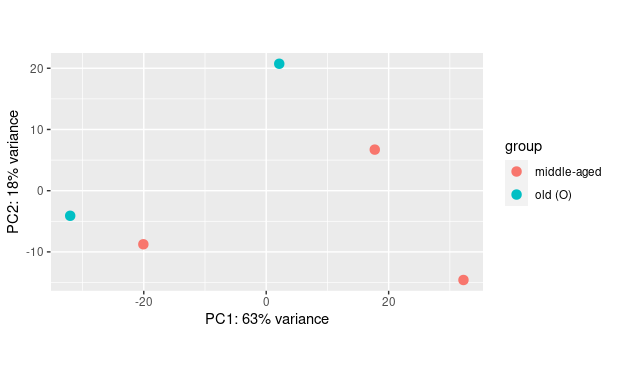 20
10
0
-10
-20
0
20
PC1: 63% variance
PC2: 18% variance
group
middle-aged
old (O)